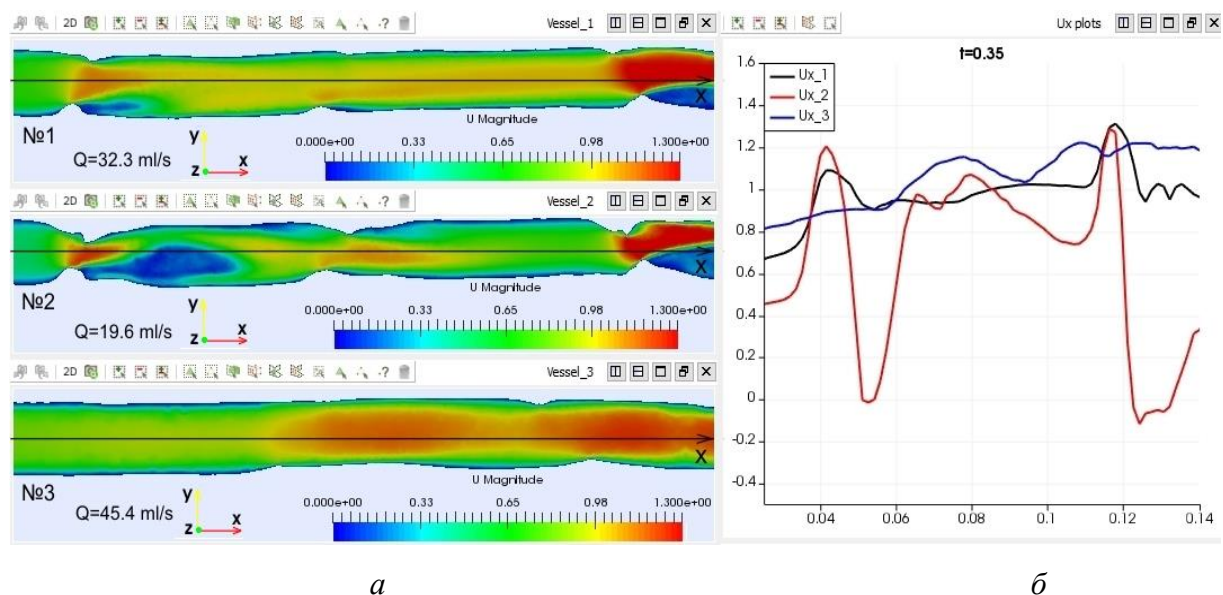 2D
Vessel_1
X
№1
y
z
x
Q=32.3 ml/s
U Magnitude
0.000e+00 0.33 0.65 0.98 1.300e+00
2D
Vessel_2
X
№2
y
z
x
Q=19.6 ml/s
U Magnitude
0.000e+00 0.33 0.65 0.98 1.300e+00
2D
Vessel_3
X
№3
y
z
x
Q=45.4 ml/s
U Magnitude
0.000e+00 0.33 0.65 0.98 1.300e+00
а
Ux plots
t=0.35
Ux_1
Ux_2
Ux_3
1.6
1.4
1.2
1
0.8
0.6
0.4
0.2
0
-0.2
-0.4
0.04 0.06 0.08 0.1 0.12 0.14
б